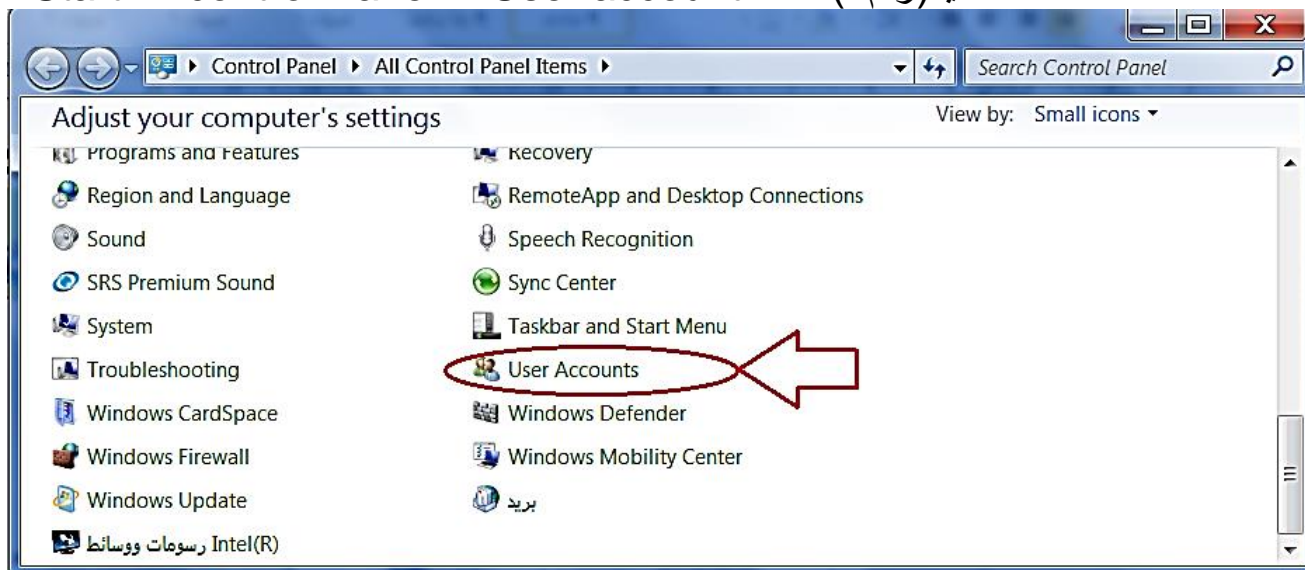 Control Panel ▸ All Control Panel Items ▸ Search Control Panel
Adjust your computer's settings View by: Small icons
Programs and Features Recovery
Region and Language RemoteApp and Desktop Connections
Sound Speech Recognition
SRS Premium Sound Sync Center
System Taskbar and Start Menu
Troubleshooting User Accounts
Windows CardSpace Windows Defender
Windows Firewall Windows Mobility Center
Windows Update بريد
Intel(R) رسومات ووسائط